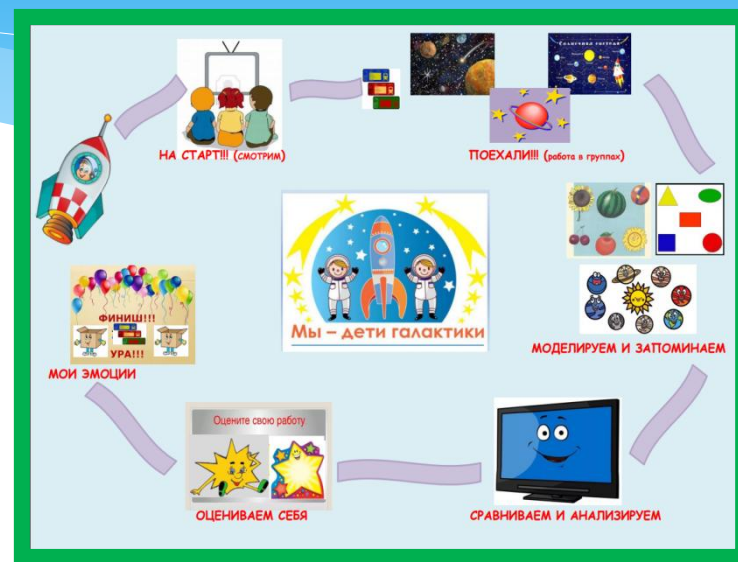 НА СТАРТ!!! (СМОТРИМ)
Солнечная система
ПОЕХАЛИ!!! (работа в группах)
МОДЕЛИРУЕМ И ЗАПОМИНАЕМ
Мы – дети галактики
ФИНИШ!!!
УРА!!!
МОИ ЭМОЦИИ
Оцените свою работу
ОЦЕНИВАЕМ СЕБЯ
СРАВНИВАЕМ И АНАЛИЗИРУЕМ